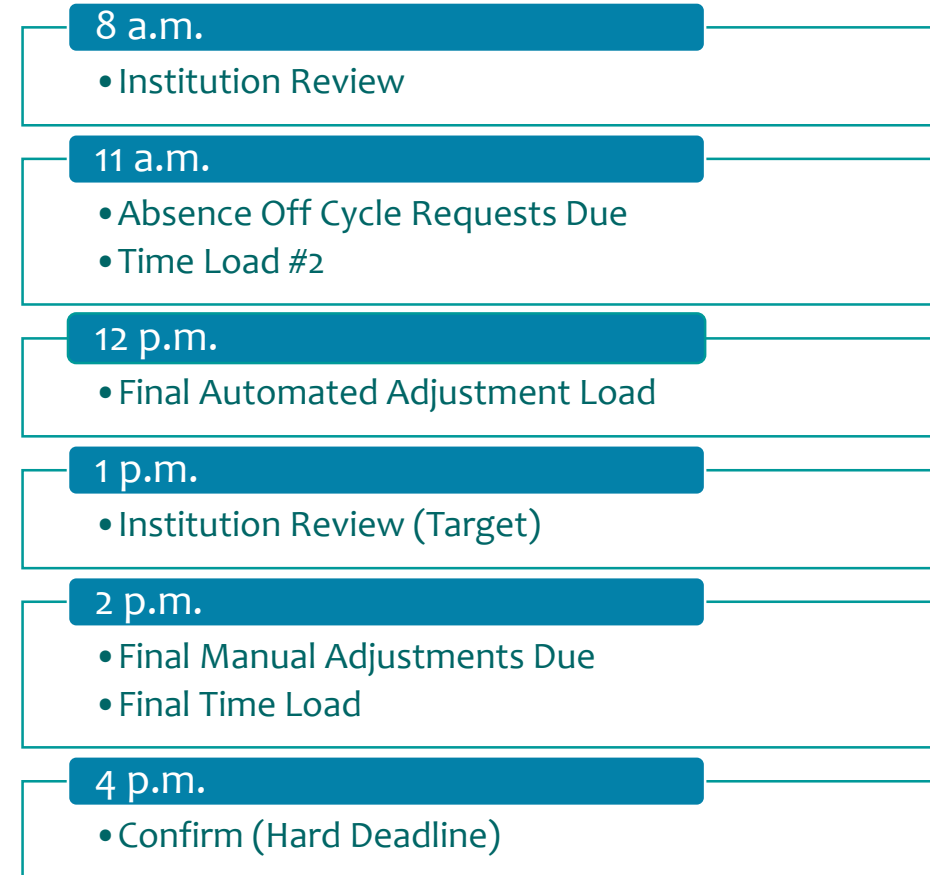 8 a.m.
•Institution Review
11 a.m.
•Absence Off Cycle Requests Due
•Time Load #2
12 p.m.
•Final Automated Adjustment Load
1 p.m.
•Institution Review (Target)
2 p.m.
•Final Manual Adjustments Due
•Final Time Load
4 p.m.
•Confirm (Hard Deadline)